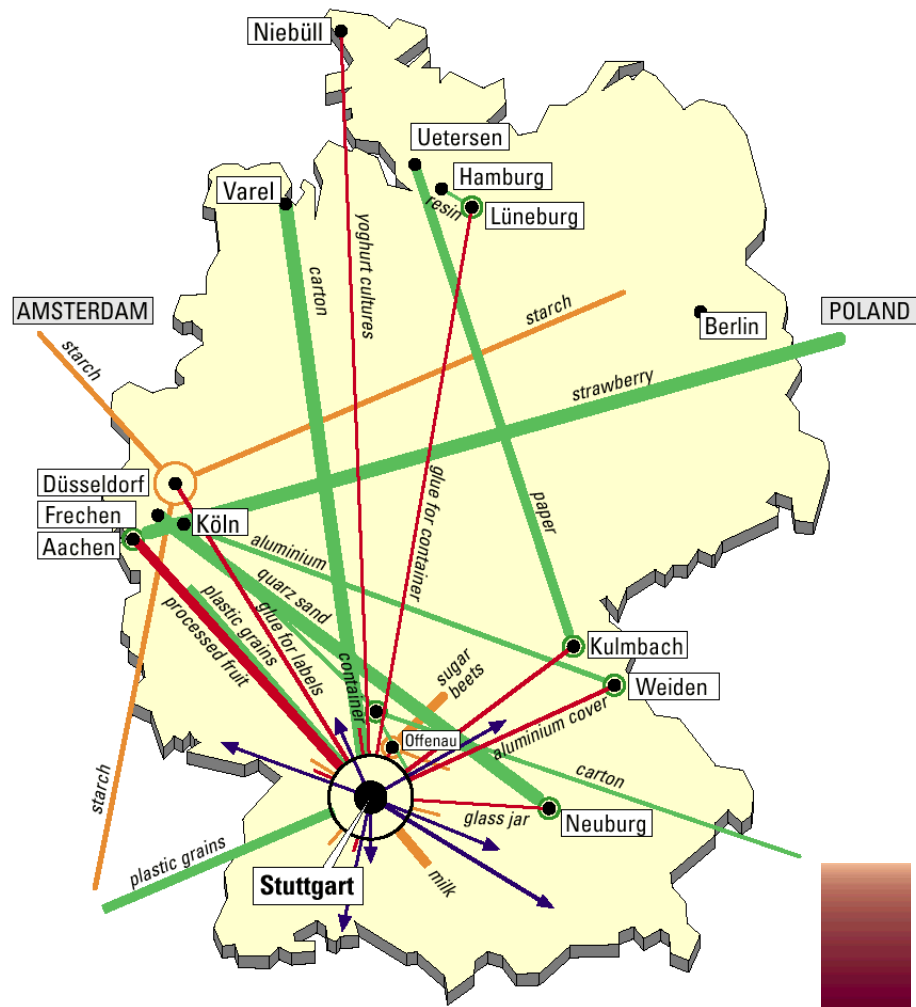 Niebüll
Uetersen
Hamburg
Varel
resin
Lüneburg
yoghurt cultures
carton
AMSTERDAM
starch
POLAND
Berlin
starch
strawberry
Düsseldorf
glue for container
Frechen
Köln
paper
Aachen
aluminium
quarz sand
plastic grains
glue for labels
processed fruit
Kulmbach
sugar
beets
container
Weiden
Offenau
aluminium cover
starch
carton
glass jar
Neuburg
plastic grains
Stuttgart
milk